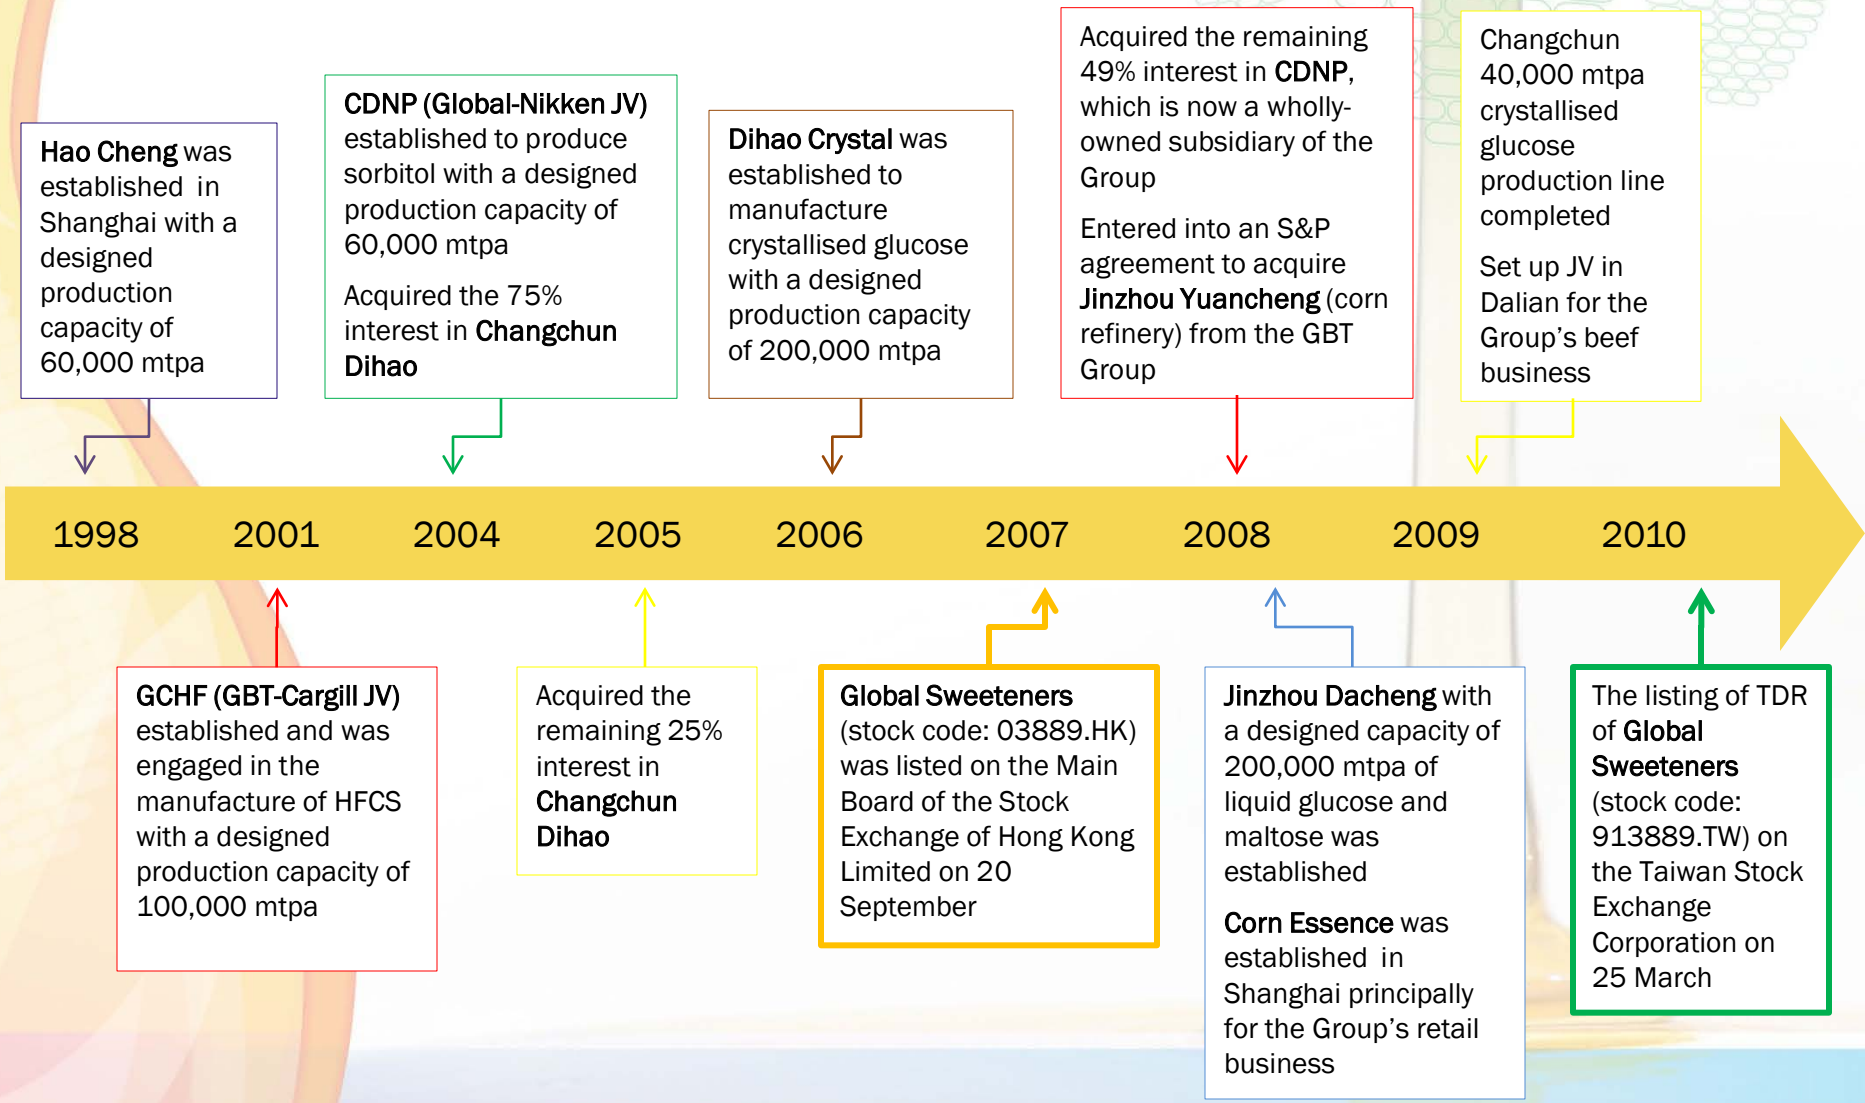 Hao Cheng was
established in
Shanghai with a
designed
production
capacity of
60,000 mtpa
CDNP (Global-Nikken JV)
established to produce
sorbitol with a designed
production capacity of
60,000 mtpa
Acquired the 75%
interest in Changchun
Dihao
Dihao Crystal was
established to
manufacture
crystallised glucose
with a designed
production capacity
of 200,000 mtpa
Acquired the remaining
49% interest in CDNP,
which is now a wholly-
owned subsidiary of the
Group
Entered into an S&P
agreement to acquire
Jinzhou Yuancheng (corn
refinery) from the GBT
Group
Changchun
40,000 mtpa
crystallised
glucose
production line
completed
Set up JV in
Dalian for the
Group's beef
business
1998 2001 2004 2005 2006 2007 2008 2009 2010
GCHF (GBT-Cargill JV)
established and was
engaged in the
manufacture of HFCS
with a designed
production capacity of
100,000 mtpa
Acquired the
remaining 25%
interest in
Changchun
Dihao
Global Sweeteners
(stock code: 03889.HK)
was listed on the Main
Board of the Stock
Exchange of Hong Kong
Limited on 20
September
Jinzhou Dacheng with
a designed capacity of
200,000 mtpa of
liquid glucose and
maltose was
established
Corn Essence was
established in
Shanghai principally
for the Group's retail
business
The listing of TDR
of Global
Sweeteners
(stock code:
913889.TW) on
the Taiwan Stock
Exchange
Corporation on
25 March